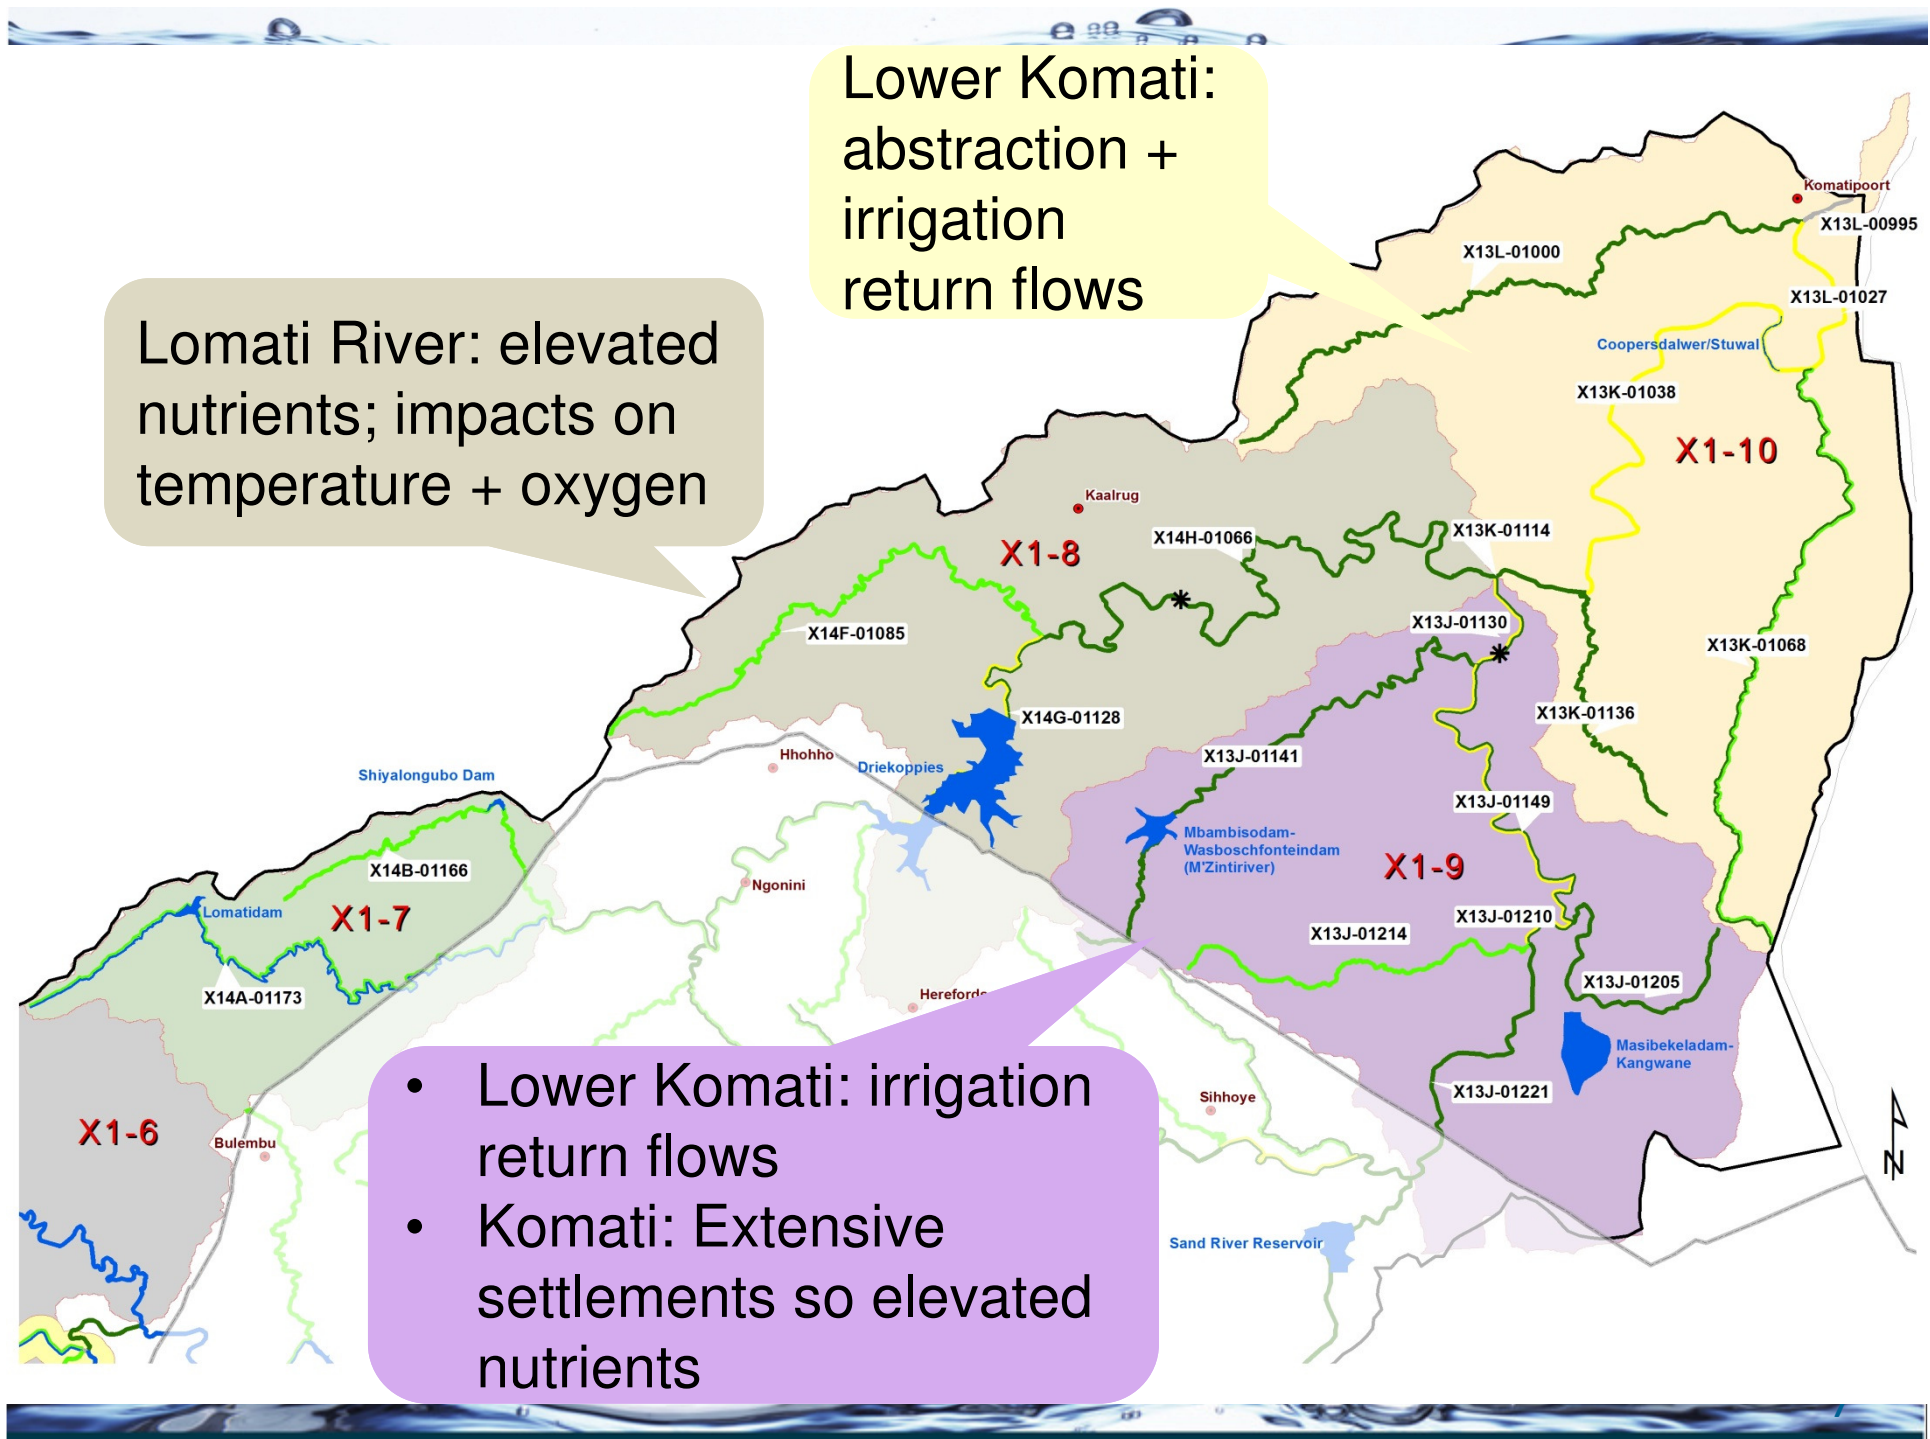 Lower Komati:
abstraction +
irrigation
return flows
Lomati River: elevated
nutrients; impacts on
temperature + oxygen
Komatipoort
X13L-00995
X13L-01000
X13L-01027
Coopersdalwer/Stuwal
X13K-01038
X1-10
Kaalrug
X1-8
X14H-01066
X13K-01114
X14F-01085
X13J-01130
X13K-01068
X14G-01128
X13K-01136
Hhohho
Driekoppies
X13J-01141
Shiyalongubo Dam
X13J-01149
Mbambisodam-
Wasboschfonteindam
(M'Zintiriver)
X1-9
X14B-01166
Ngonini
Lomatidam
X1-7
X13J-01210
X13J-01214
X13J-01205
X14A-01173
Masibekeladam-
Kangwane
X13J-01221
Sihhoye
X1-6
Bulembu
N
Sand River Reservoir
• Lower Komati: irrigation
return flows
• Komati: Extensive
settlements so elevated
nutrients